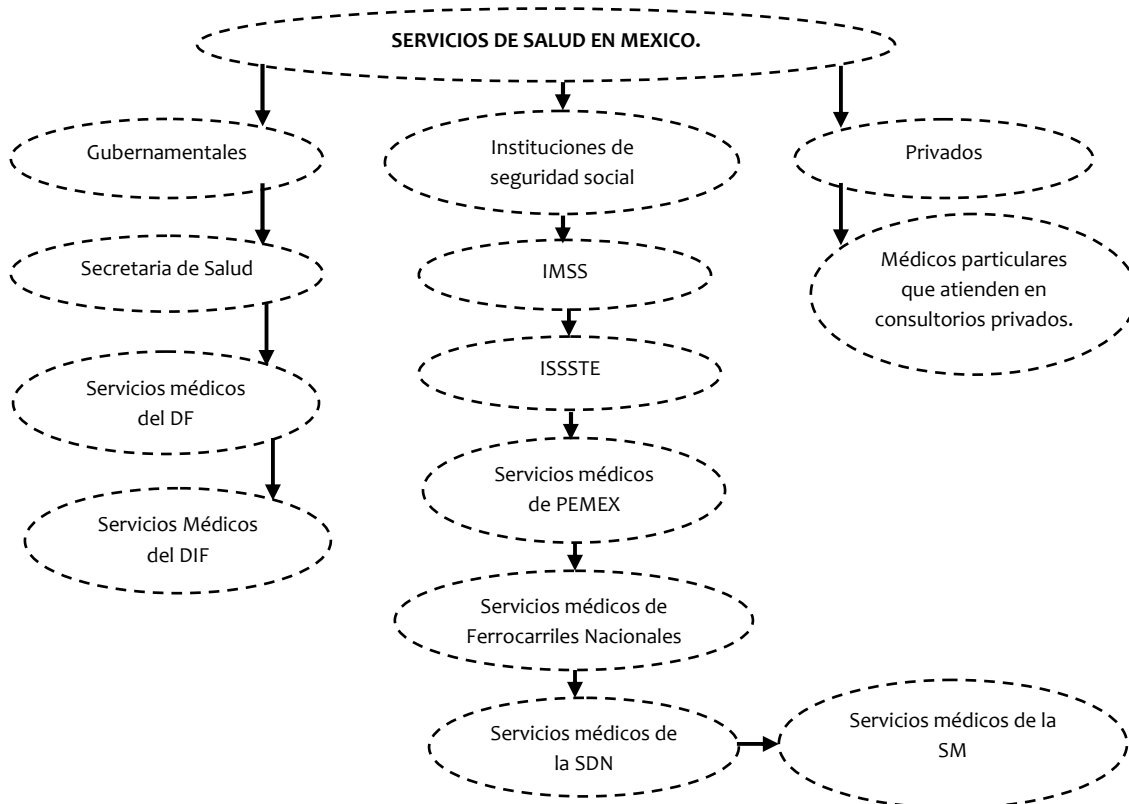 SERVICIOS DE SALUD EN MEXICO.
Gubernamentales
Instituciones de
seguridad social
Privados
Secretaria de Salud
IMSS
Médicos particulares
que atienden en
consultorios privados.
ISSSTE
Servicios médicos
del DF
Servicios médicos
de PEMEX
Servicios Médicos
del DIF
Servicios médicos de
Ferrocarriles Nacionales
Servicios médicos de
la SDN
Servicios médicos de la
SM